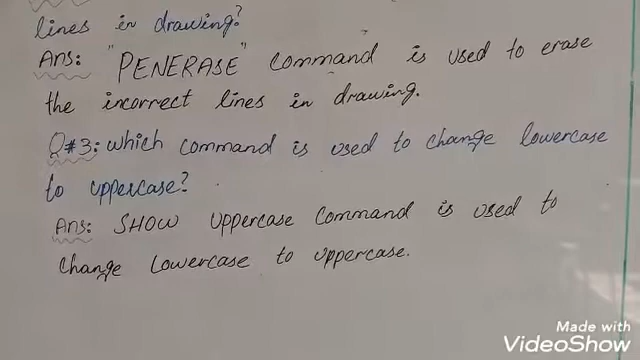 lines in drawing?
Ans: "PENERASE" Command is used to erase
the incorrect lines in drawing.
Q#3: which command is used to change lowercase
to uppercase?
Ans: SHOW Uppercase Command is used to
change Lowercase to uppercase.
Made with
VideoShow